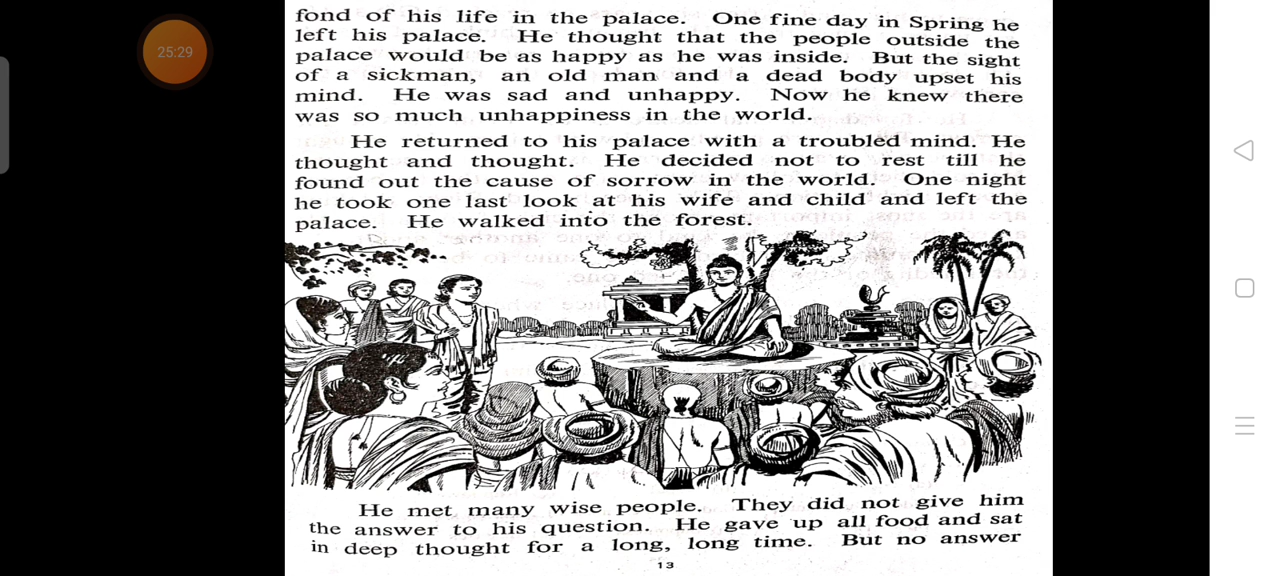 25:29
fond of his life in the palace. One fine day in Spring he
left his palace. He thought that the people outside the
palace would be as happy as he was inside. But the sight
of a sickman, an old man and a dead body upset his
mind. He was sad and unhappy. Now he knew there
was so much unhappiness in the world.
He returned to his palace with a troubled mind. He
thought and thought. He decided not to rest till he
found out the cause of sorrow in the world. One night
he took one last look at his wife and child and left the
palace. He walked into the forest.
He met many wise people. They did not give him
the answer to his question. He gave up all food and sat
in deep thought for a long, long time. But no answer
13